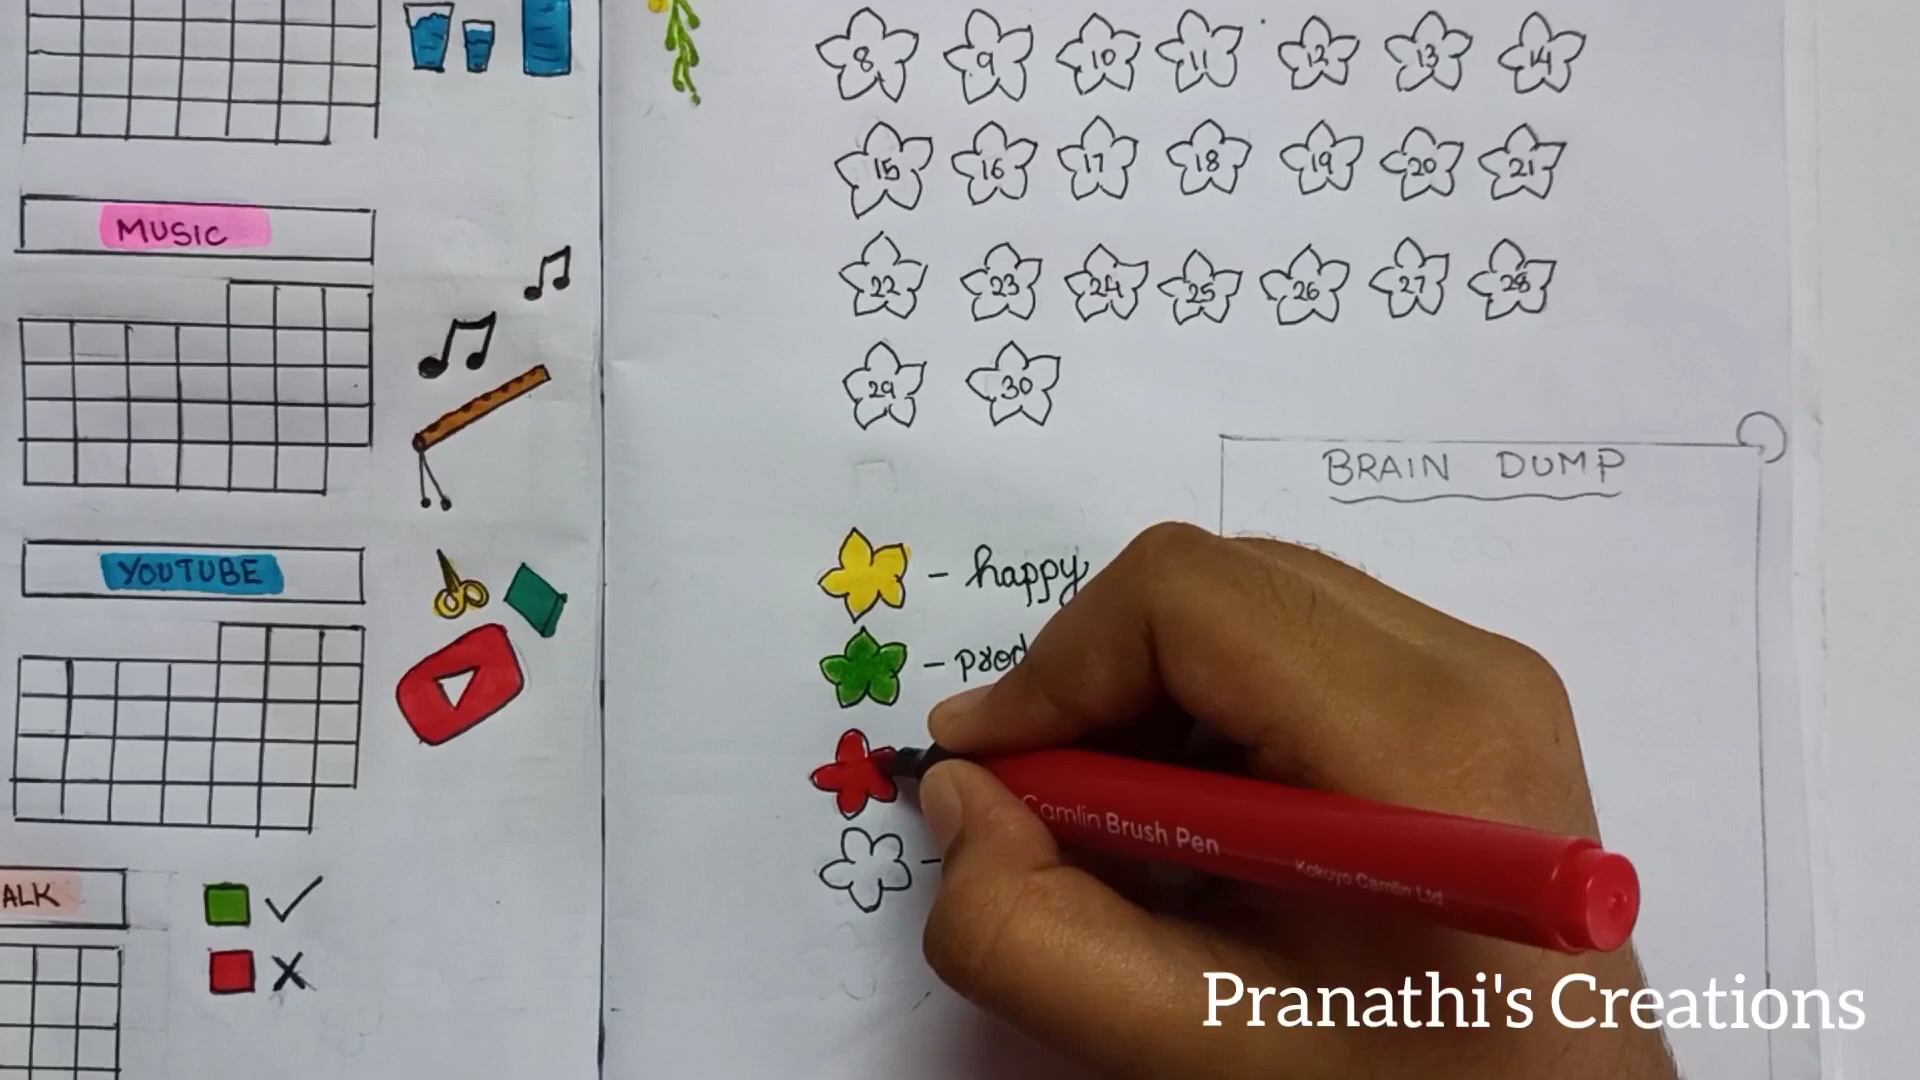 8 9 10 11 12 13 14
15 16 17 18 19 20 21
22 23 24 25 26 27 28
29 30
MUSIC
YOUTUBE
ALK
BRAIN DUMP
- happy
- prod
-
Camlin Brush Pen
Kokuyo Camlin Ltd
Pranathi's Creations